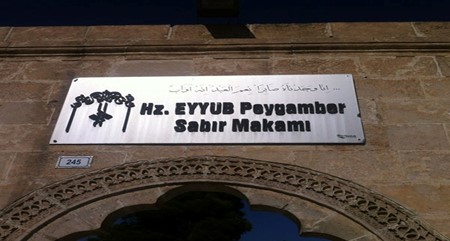 ... انا وجدناه صابراً نعم العبد انه اواب
Hz. EYYUB Peygamber
Sabır Makamı
245